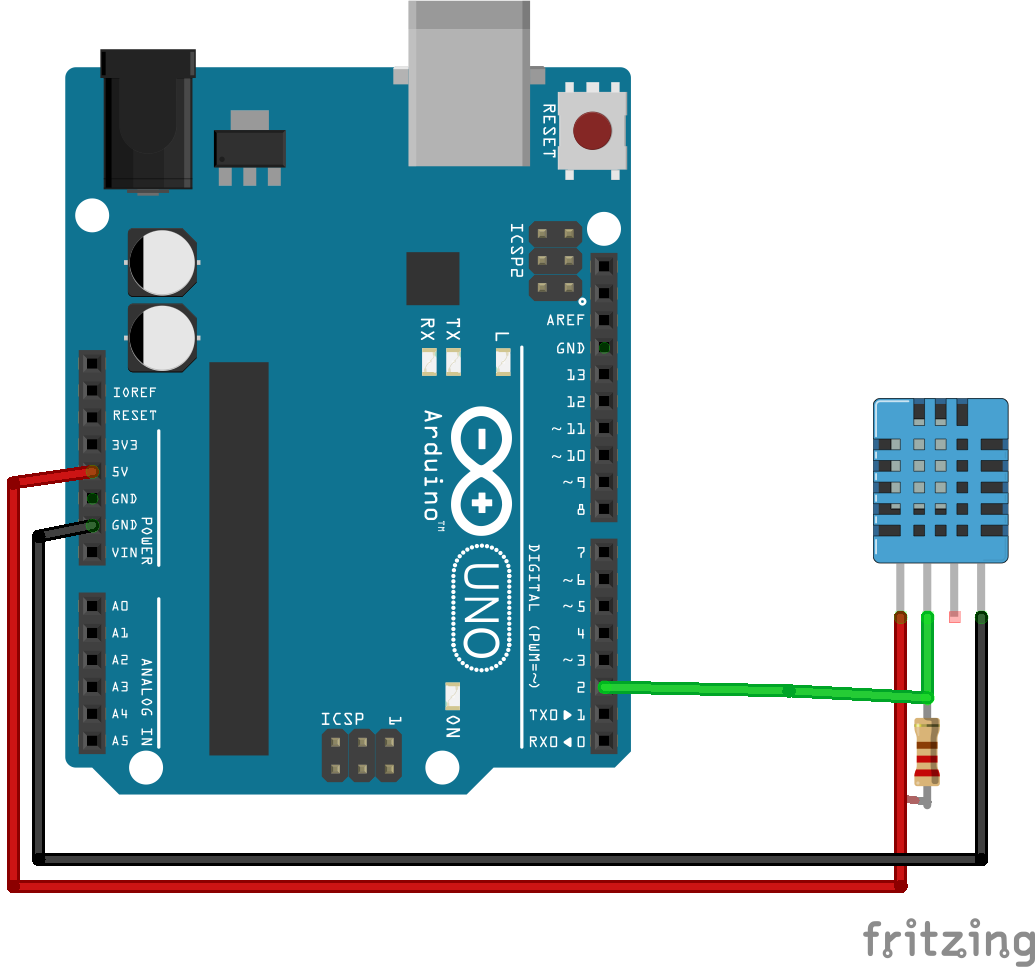 RESET
ICSP2
AREF
GND
RX
TX
L
13
12
~11
~10
~9
8
IOREF
RESET
3V3
5V
GND
GND
VIN
POWER
Arduino™
UNO
DIGITAL (PWM=~)
7
~6
~5
4
~3
2
TX0▶1
RX0◀0
A0
A1
A2
A3
A4
A5
ANALOG IN
ICSP
1
ON
fritzing